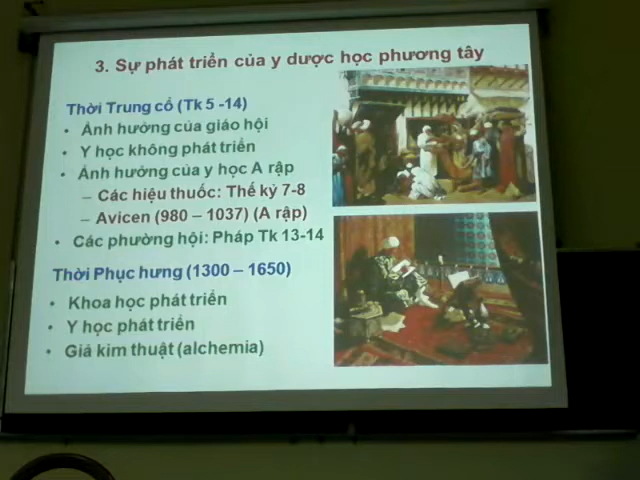 3. Sự phát triển của y dược học phương tây
Thời Trung cổ (Tk 5 -14)
• Ảnh hưởng của giáo hội
• Y học không phát triển
• Ảnh hưởng của y học A rập
– Các hiệu thuốc: Thế kỷ 7-8
– Avicen (980 – 1037) (A rập)
• Các phường hội: Pháp Tk 13-14
Thời Phục hưng (1300 – 1650)
• Khoa học phát triển
• Y học phát triển
• Giả kim thuật (alchemia)